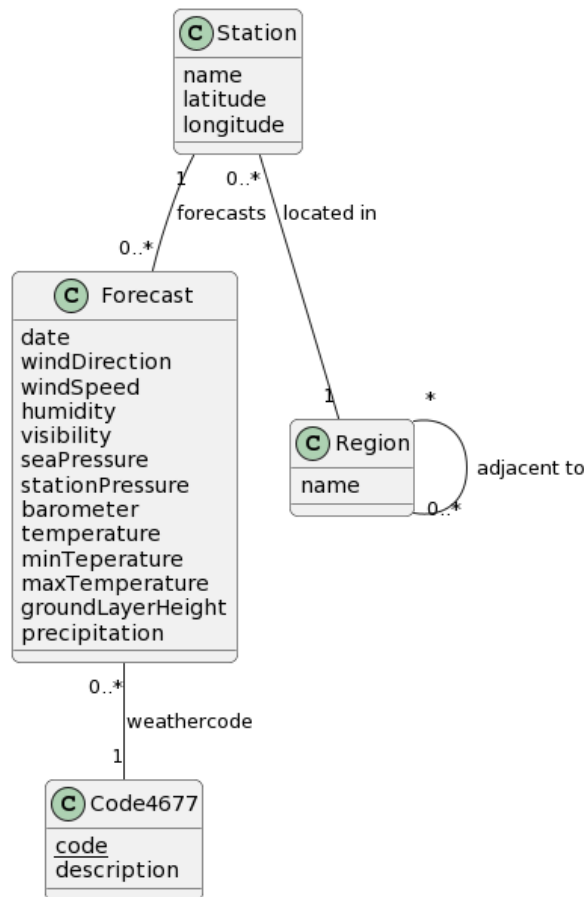 C Station
name
latitude
longitude
1 0..*
forecasts located in
0..*
C Forecast
date
windDirection
windSpeed
humidity
visibility
seaPressure
stationPressure
barometer
temperature
minTeperature
maxTemperature
groundLayerHeight
precipitation
1 *
C Region
name
adjacent to
0..*
0..*
weathercode
1
C Code4677
code
description